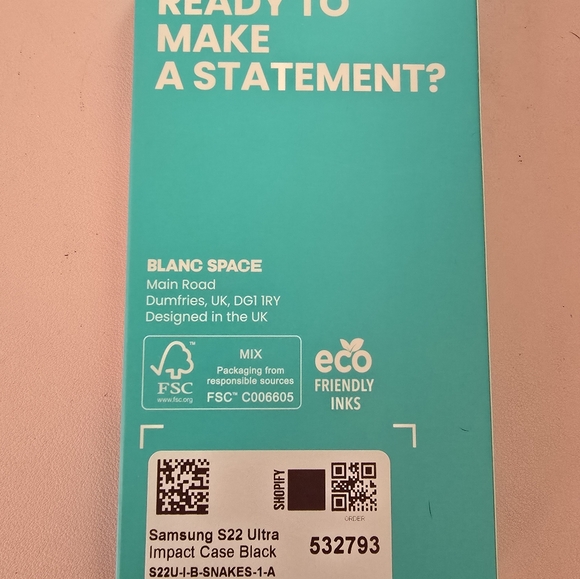 READY TO
MAKE
A STATEMENT?
BLANC SPACE
Main Road
Dumfries, UK, DG1 1RY
Designed in the UK
FSC
www.fsc.org
MIX
Packaging from
responsible sources
FSC™ C006605
eco
FRIENDLY
INKS
SHOPIFY
ORDER
Samsung S22 Ultra
Impact Case Black
532793
S22U-I-B-SNAKES-1-A